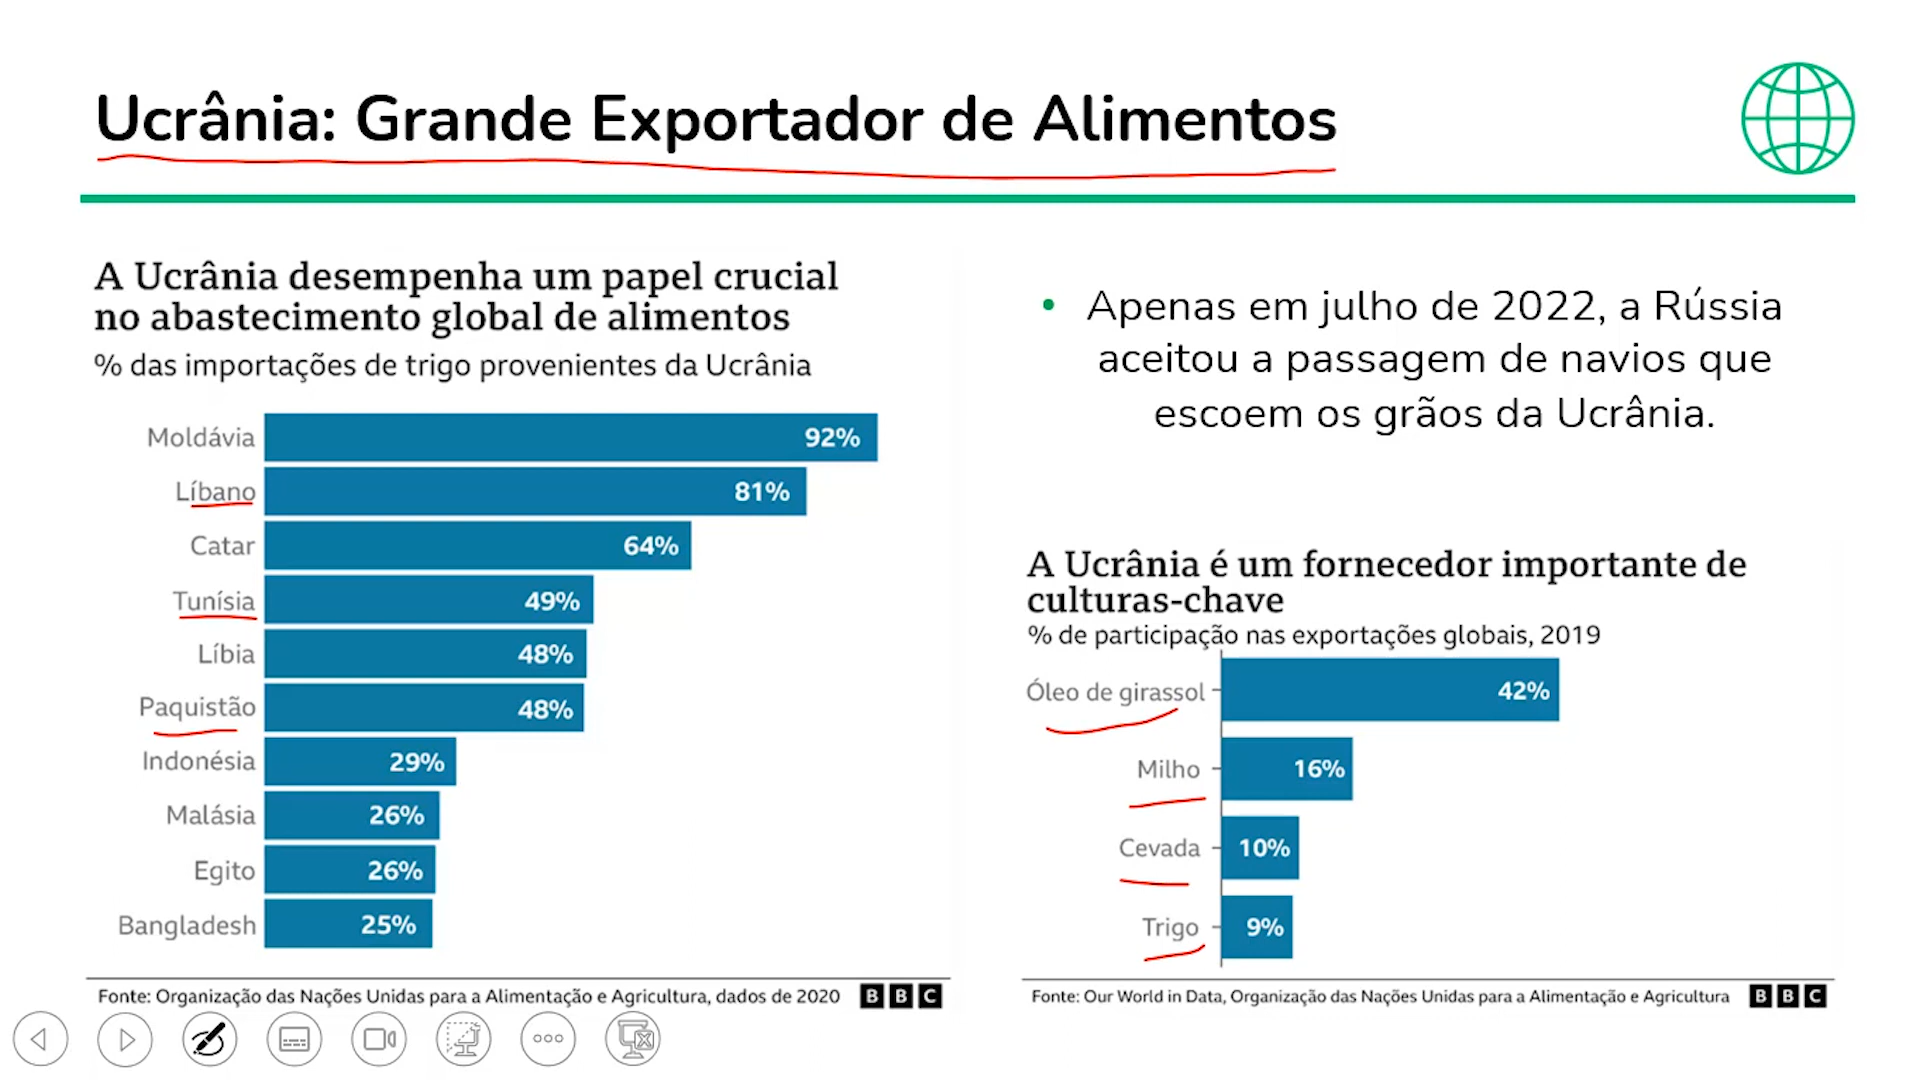 Ucrânia: Grande Exportador de Alimentos
A Ucrânia desempenha um papel crucial
no abastecimento global de alimentos
% das importações de trigo provenientes da Ucrânia
Moldávia 92%
Líbano 81%
Catar 64%
Tunísia 49%
Líbia 48%
Paquistão 48%
Indonésia 29%
Malásia 26%
Egito 26%
Bangladesh 25%
Fonte: Organização das Nações Unidas para a Alimentação e Agricultura, dados de 2020 BBC
• Apenas em julho de 2022, a Rússia
aceitou a passagem de navios que
escoem os grãos da Ucrânia.
A Ucrânia é um fornecedor importante de
culturas-chave
% de participação nas exportações globais, 2019
Óleo de girassol 42%
Milho 16%
Cevada 10%
Trigo 9%
Fonte: Our World in Data, Organização das Nações Unidas para a Alimentação e Agricultura BBC